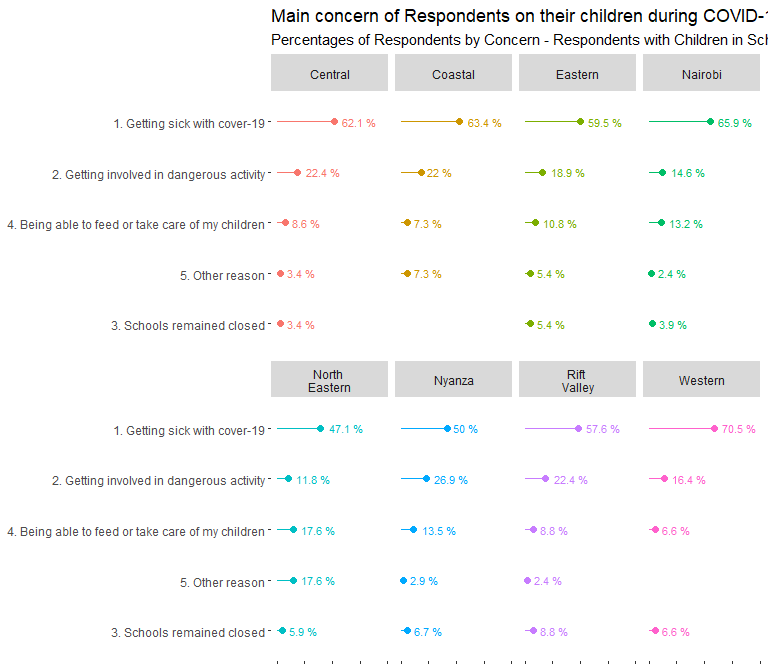 Main concern of Respondents on their children during COVID-1
Percentages of Respondents by Concern - Respondents with Children in Sch
Central Coastal Eastern Nairobi
1. Getting sick with cover-19 62.1 % 63.4 % 59.5 % 65.9 %
2. Getting involved in dangerous activity 22.4 % 22 % 18.9 % 14.6 %
4. Being able to feed or take care of my children 8.6 % 7.3 % 10.8 % 13.2 %
5. Other reason 3.4 % 7.3 % 5.4 % 2.4 %
3. Schools remained closed 3.4 % 5.4 % 3.9 %
North Eastern Nyanza Rift Valley Western
1. Getting sick with cover-19 47.1 % 50 % 57.6 % 70.5 %
2. Getting involved in dangerous activity 11.8 % 26.9 % 22.4 % 16.4 %
4. Being able to feed or take care of my children 17.6 % 13.5 % 8.8 % 6.6 %
5. Other reason 17.6 % 2.9 % 2.4 %
3. Schools remained closed 5.9 % 6.7 % 8.8 % 6.6 %